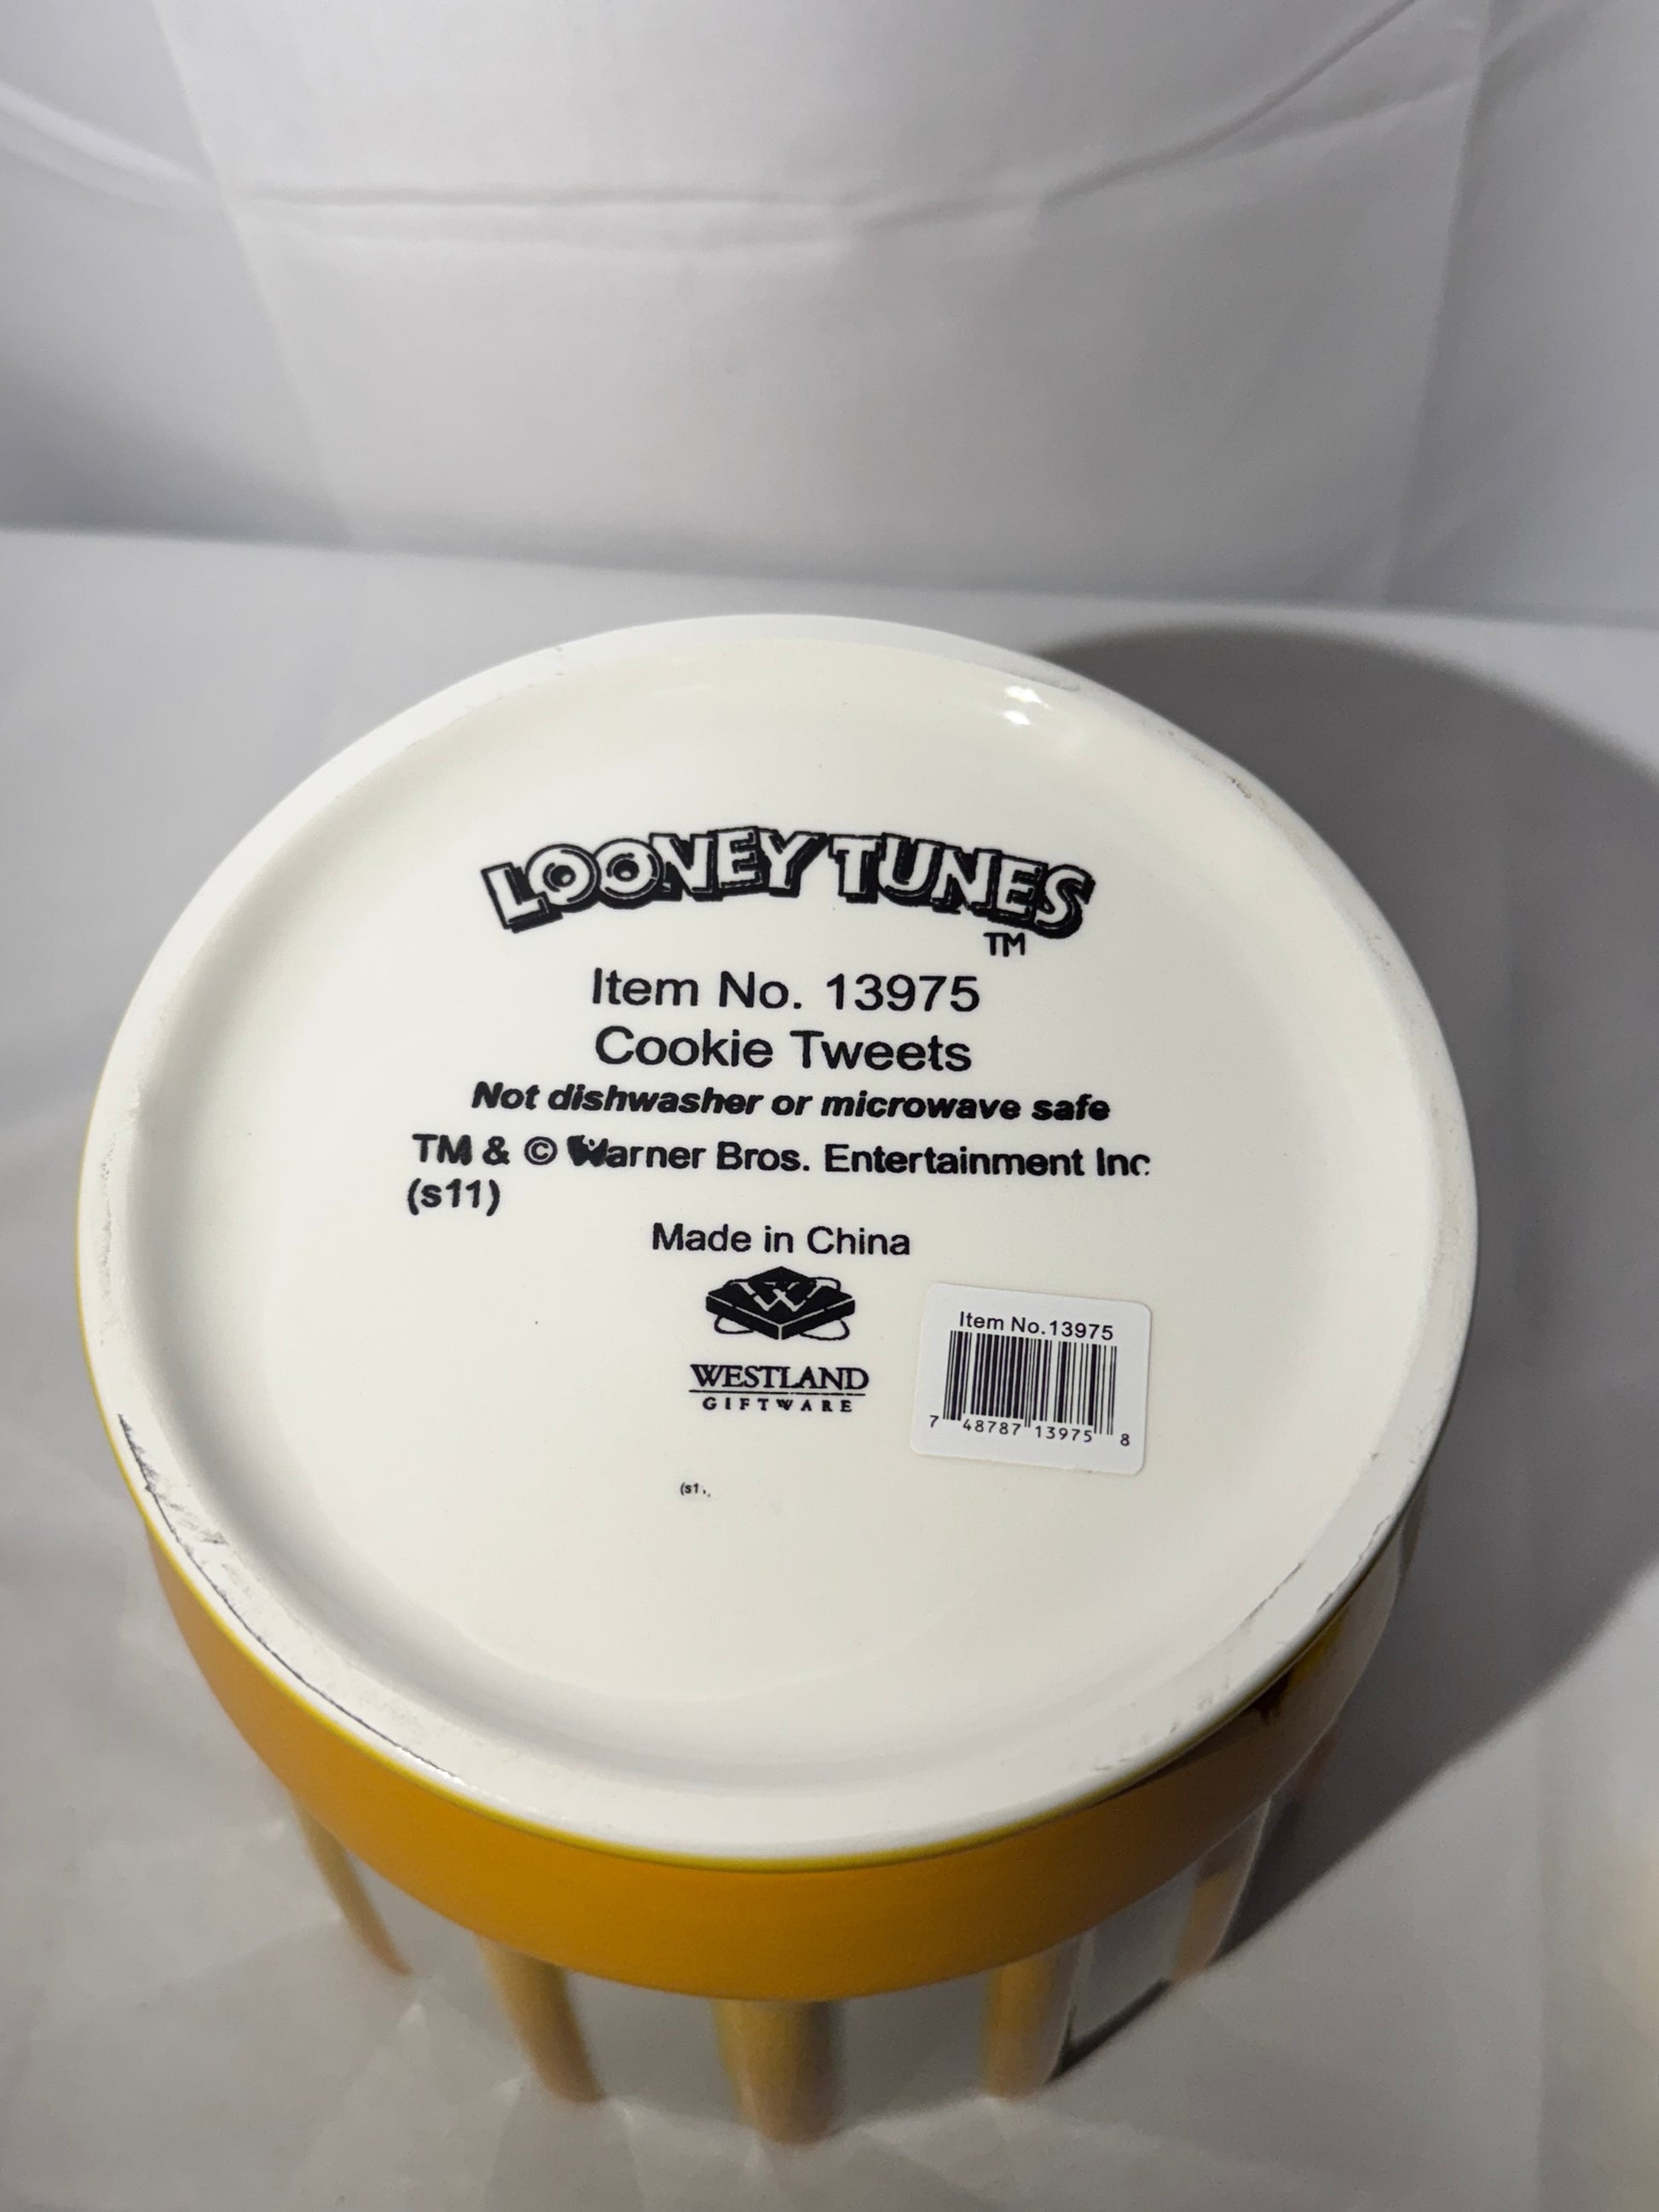 LOONEY TUNES
TM
Item No. 13975
Cookie Tweets
Not dishwasher or microwave safe
TM & © Warner Bros. Entertainment Inc
(s11)
Made in China
W
WESTLAND
GIFTWARE
Item No.13975
7 48787 13975 8